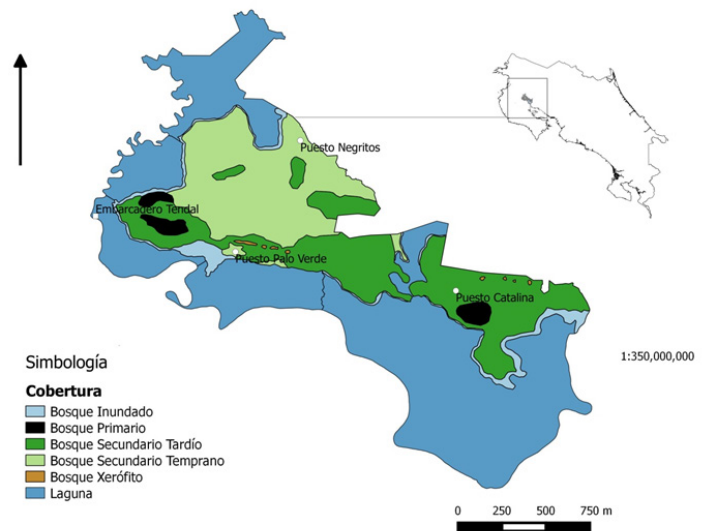 Puesto Negritos
Embarcadero Tendal
Puesto Palo Verde
Puesto Catalina
1:350,000,000
Simbología
Cobertura
Bosque Inundado
Bosque Primario
Bosque Secundario Tardío
Bosque Secundario Temprano
Bosque Xerófito
Laguna
0 250 500 750 m